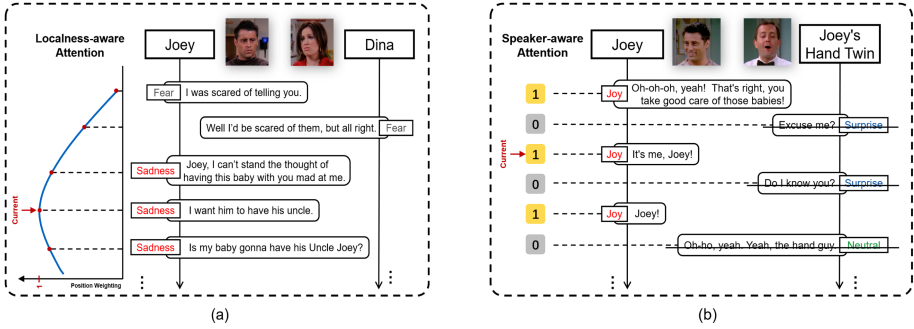 Localness-aware
Attention
Joey
Dina
Fear
I was scared of telling you.
Well I'd be scared of them, but all right.
Fear
Sadness
Joey, I can't stand the thought of
having this baby with you mad at me.
Current
Sadness
I want him to have his uncle.
Sadness
Is my baby gonna have his Uncle Joey?
1
Position Weighting
(a)
Speaker-aware
Attention
Joey
Joey's
Hand Twin
1
Joy
Oh-oh-oh, yeah! That's right, you
take good care of those babies!
0
Excuse me?
Surprise
Current
1
Joy
It's me, Joey!
0
Do I know you?
Surprise
1
Joy
Joey!
0
Oh-ho, yeah. Yeah, the hand guy.
Neutral
(b)